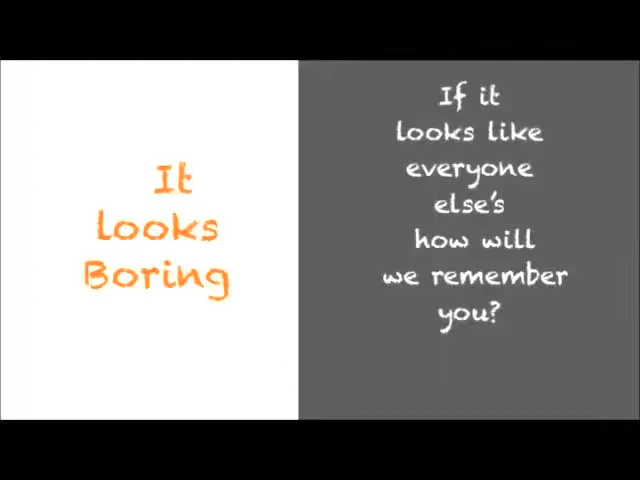 It
looks
Boring
If it
looks like
everyone
else's
how will
we remember
you?